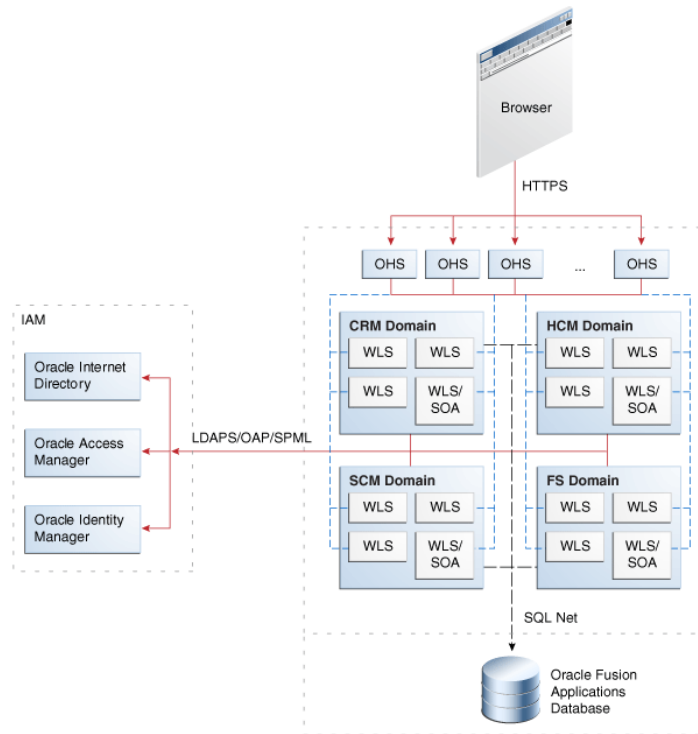 Browser
HTTPS
OHS OHS OHS ... OHS
IAM
Oracle Internet
Directory
Oracle Access
Manager
Oracle Identity
Manager
LDAPS/OAP/SPML
CRM Domain
WLS WLS
WLS WLS/
SOA
HCM Domain
WLS WLS
WLS WLS/
SOA
SCM Domain
WLS WLS
WLS WLS/
SOA
FS Domain
WLS WLS
WLS WLS/
SOA
SQL Net
Oracle Fusion
Applications
Database